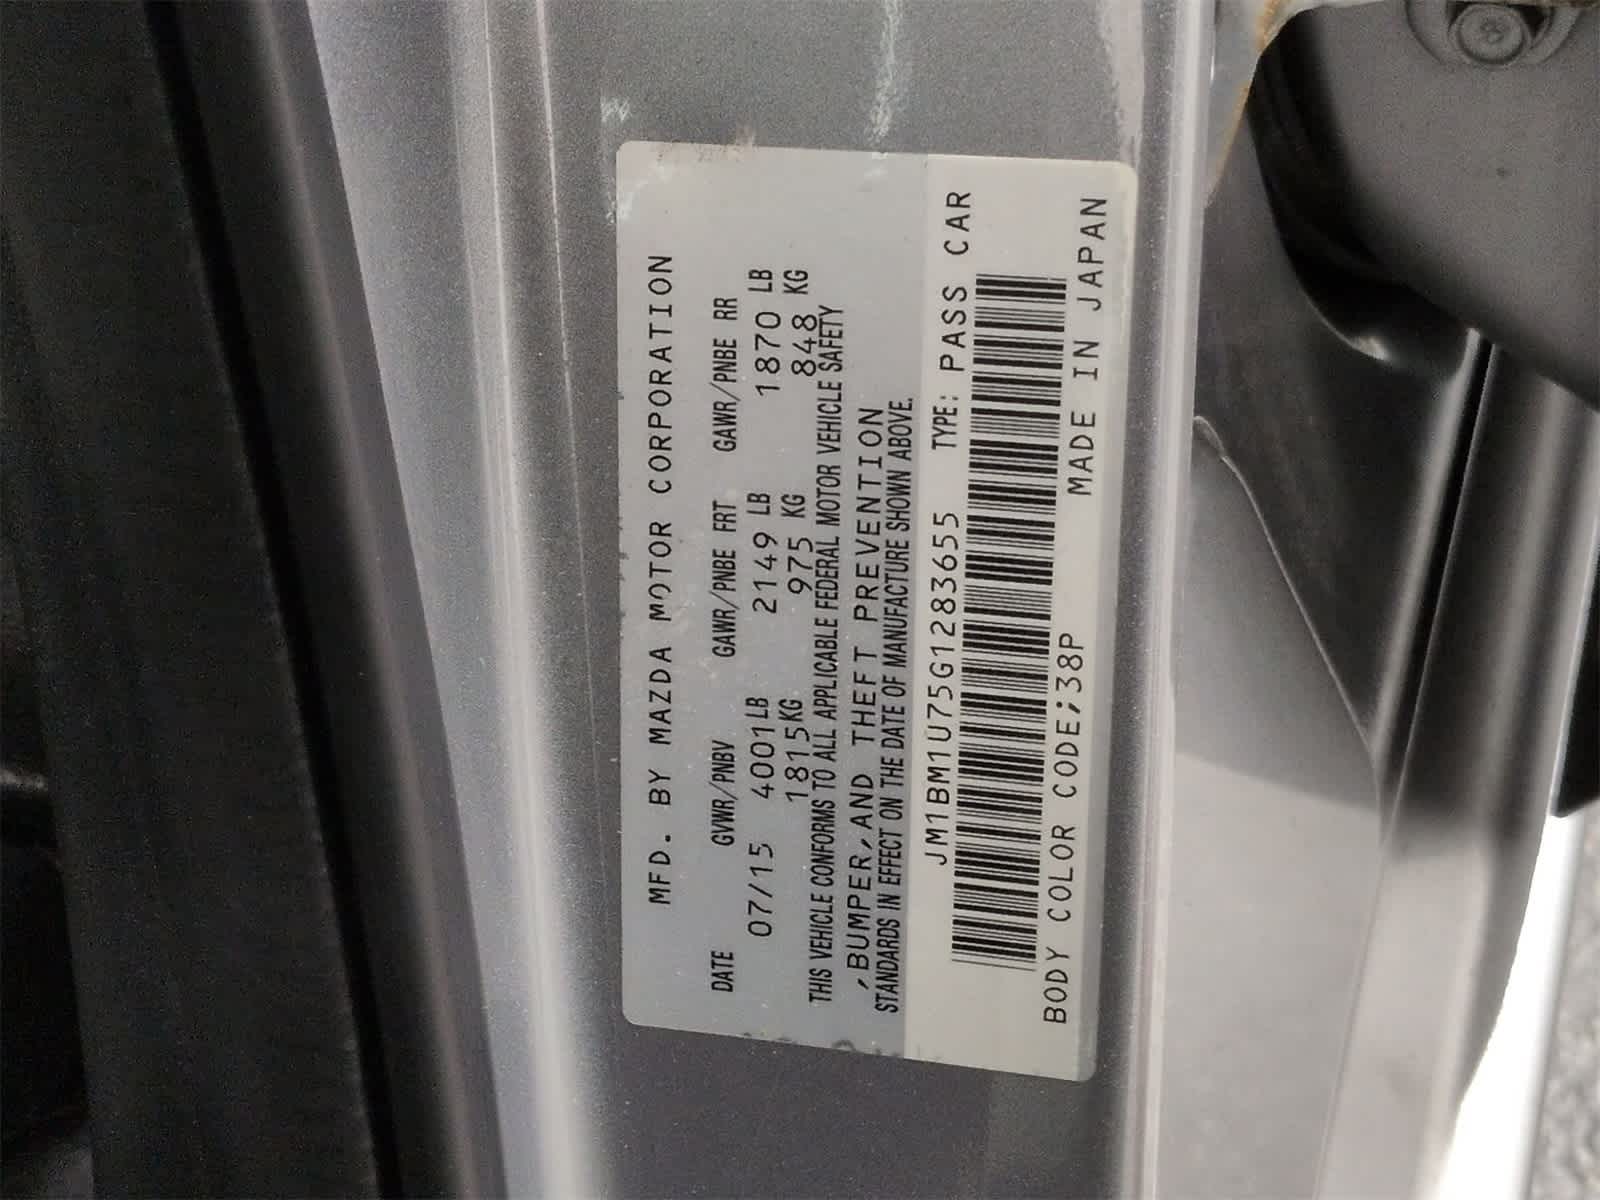 MFD. BY MAZDA MOTOR CORPORATION
DATE GVWR/PNBV GAWR/PNBE FRT GAWR/PNBE RR
07/15 4001LB 2149 LB 1870 LB
1815KG 975 KG 848 KG
THIS VEHICLE CONFORMS TO ALL APPLICABLE FEDERAL MOTOR VEHICLE SAFETY
,BUMPER,AND THEFT PREVENTION
STANDARDS IN EFFECT ON THE DATE OF MANUFACTURE SHOWN ABOVE.
JM1BM1U75G1283655 TYPE: PASS CAR
BODY COLOR CODE;38P MADE IN JAPAN